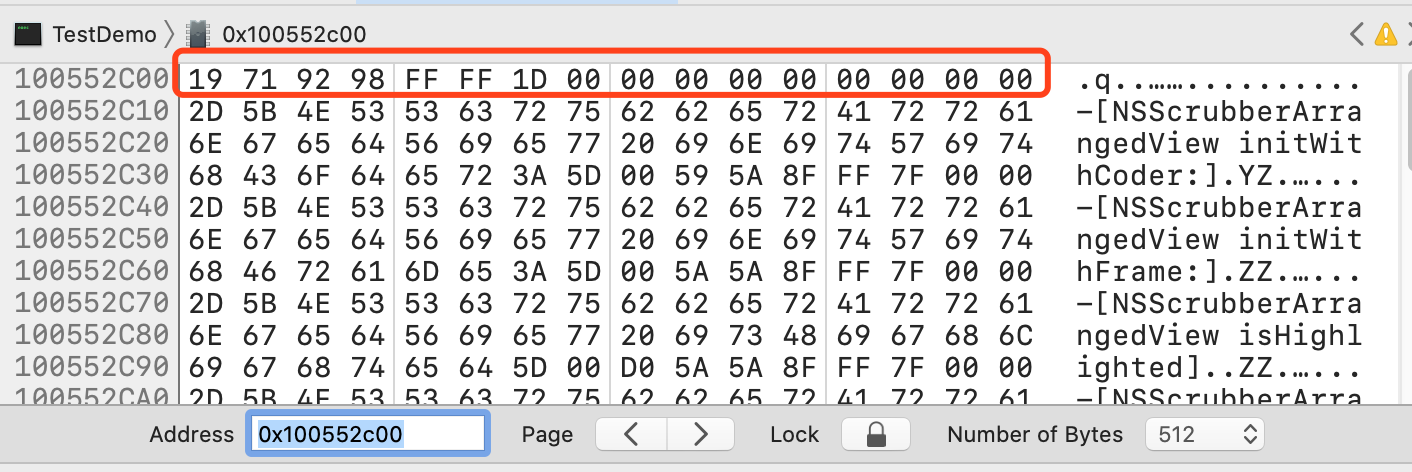 TestDemo 0x100552c00
100552C00 19 71 92 98 FF FF 1D 00 00 00 00 00 00 00 00 00 .q..……..........
100552C10 2D 5B 4E 53 53 63 72 75 62 62 65 72 41 72 72 61 -[NSScrubberArra
100552C20 6E 67 65 64 56 69 65 77 20 69 6E 69 74 57 69 74 ngedView initWit
100552C30 68 43 6F 64 65 72 3A 5D 00 59 5A 8F FF 7F 00 00 hCoder:].YZ.…...
100552C40 2D 5B 4E 53 53 63 72 75 62 62 65 72 41 72 72 61 -[NSScrubberArra
100552C50 6E 67 65 64 56 69 65 77 20 69 6E 69 74 57 69 74 ngedView initWit
100552C60 68 46 72 61 6D 65 3A 5D 00 5A 5A 8F FF 7F 00 00 hFrame:].ZZ.…...
100552C70 2D 5B 4E 53 53 63 72 75 62 62 65 72 41 72 72 61 -[NSScrubberArra
100552C80 6E 67 65 64 56 69 65 77 20 69 73 48 69 67 68 6C ngedView isHighl
100552C90 69 67 68 74 65 64 5D 00 D0 5A 5A 8F FF 7F 00 00 ighted]..ZZ.…...
100552CA0 2D 5B 4E 53 53 63 72 75 62 62 65 72 41 72 72 61 -[NSScrubberArra
Address 0x100552c00 Page Lock Number of Bytes 512